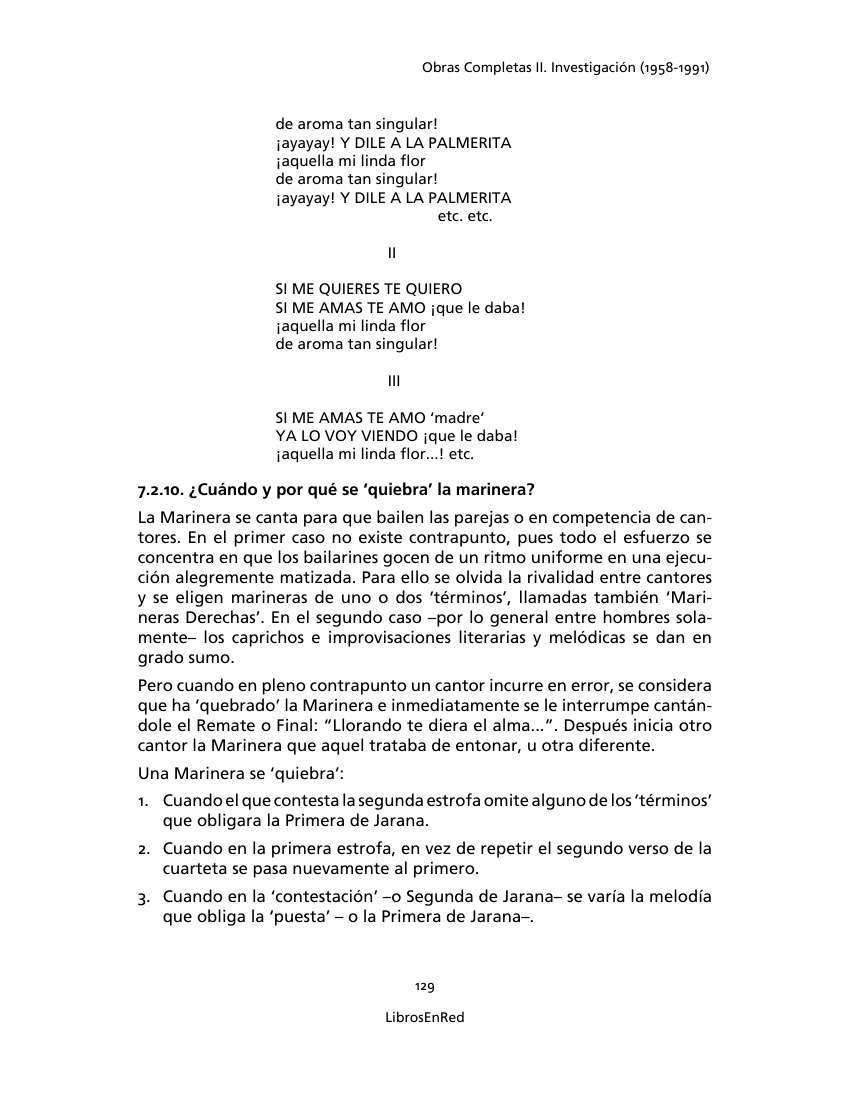 Obras Completas II. Investigación (1958-1991)
de aroma tan singular!
¡ayayay! Y DILE A LA PALMERITA
¡aquella mi linda flor
de aroma tan singular!
¡ayayay! Y DILE A LA PALMERITA
etc. etc.
II
SI ME QUIERES TE QUIERO
SI ME AMAS TE AMO ¡que le daba!
¡aquella mi linda flor
de aroma tan singular!
III
SI ME AMAS TE AMO ‘madre‘
YA LO VOY VIENDO ¡que le daba!
¡aquella mi linda flor...! etc.
7.2.10. ¿Cuándo y por qué se ‘quiebra’ la marinera?
La Marinera se canta para que bailen las parejas o en competencia de can-
tores. En el primer caso no existe contrapunto, pues todo el esfuerzo se
concentra en que los bailarines gocen de un ritmo uniforme en una ejecu-
ción alegremente matizada. Para ello se olvida la rivalidad entre cantores
y se eligen marineras de uno o dos ‘términos’, llamadas también ‘Mari-
neras Derechas’. En el segundo caso –por lo general entre hombres sola-
mente– los caprichos e improvisaciones literarias y melódicas se dan en
grado sumo.
Pero cuando en pleno contrapunto un cantor incurre en error, se considera
que ha ‘quebrado’ la Marinera e inmediatamente se le interrumpe cantán-
dole el Remate o Final: “Llorando te diera el alma...”. Después inicia otro
cantor la Marinera que aquel trataba de entonar, u otra diferente.
Una Marinera se ‘quiebra’:
1. Cuando el que contesta la segunda estrofa omite alguno de los ‘términos’
que obligara la Primera de Jarana.
2. Cuando en la primera estrofa, en vez de repetir el segundo verso de la
cuarteta se pasa nuevamente al primero.
3. Cuando en la ‘contestación’ –o Segunda de Jarana– se varía la melodía
que obliga la ‘puesta’ – o la Primera de Jarana–.
129
LibrosEnRed